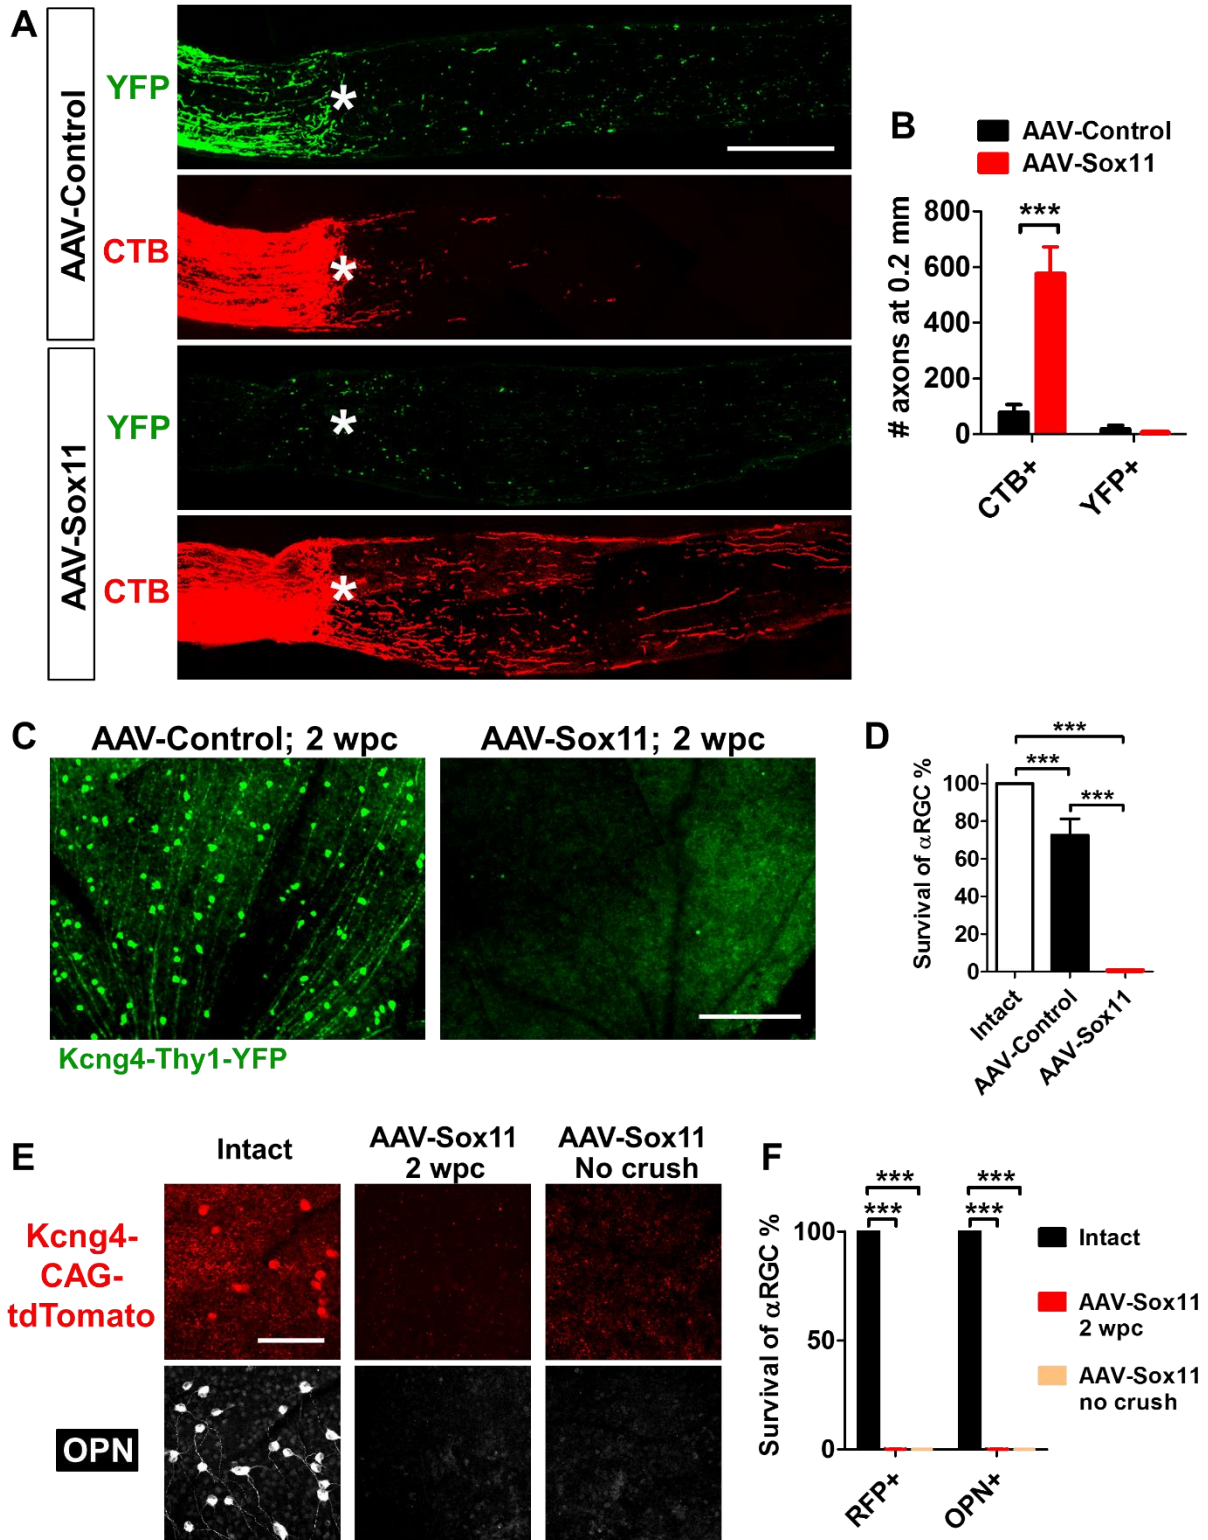 A
AAV-Control
YFP
*
CTB
*
AAV-Sox11
YFP
*
CTB
*
B
AAV-Control
AAV-Sox11
***
# axons at 0.2 mm
800
600
400
200
0
CTB+
YFP+
C
AAV-Control; 2 wpc
AAV-Sox11; 2 wpc
Kcng4-Thy1-YFP
D
***
***
***
Survival of αRGC %
100
80
60
40
20
0
Intact
AAV-Control
AAV-Sox11
E
Intact
AAV-Sox11
2 wpc
AAV-Sox11
No crush
Kcng4-
CAG-
tdTomato
OPN
F
***
***
***
***
Survival of αRGC %
100
50
0
RFP+
OPN+
Intact
AAV-Sox11
2 wpc
AAV-Sox11
no crush